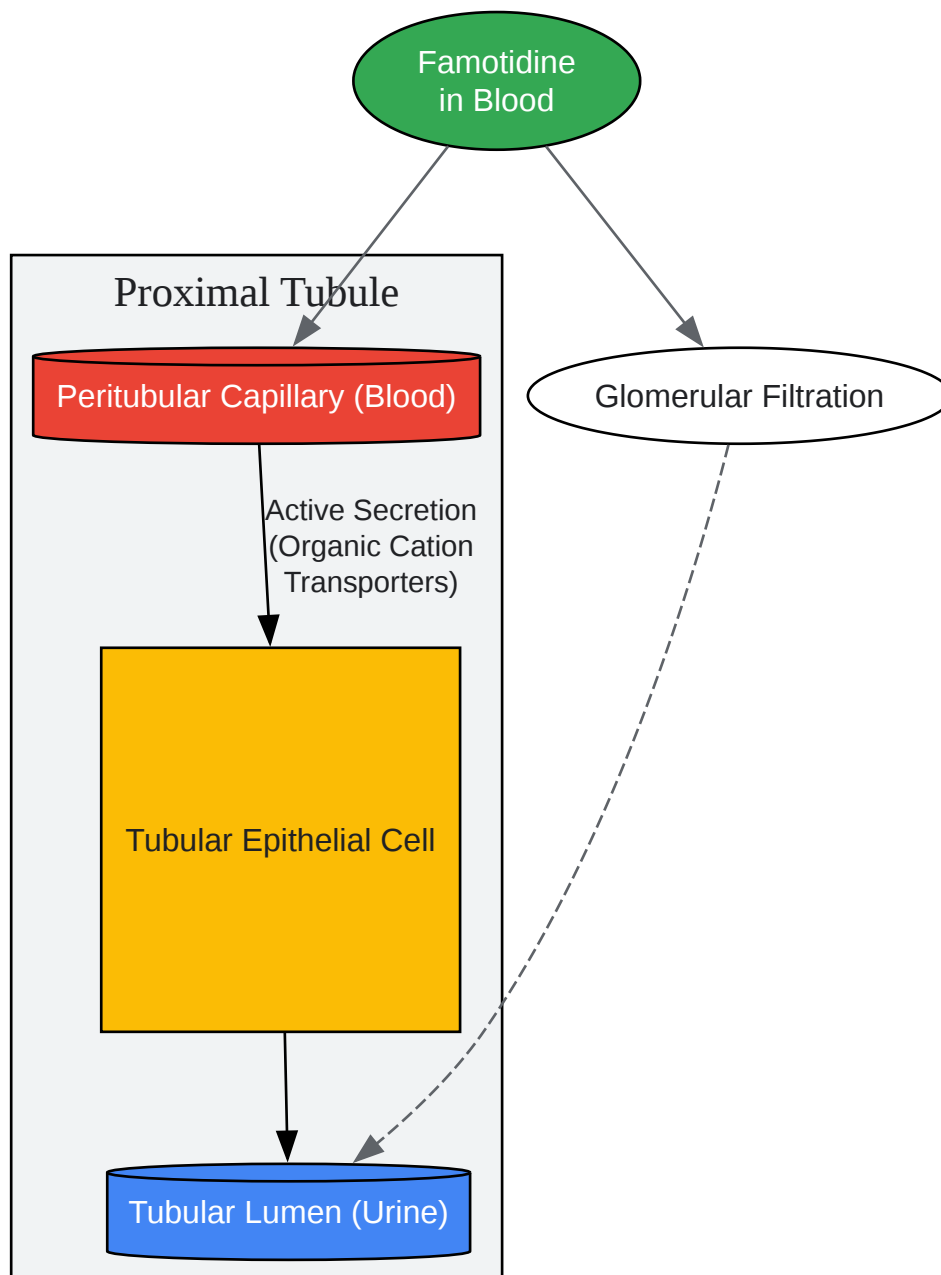 Famotidine
in Blood
Proximal Tubule
Peritubular Capillary (Blood)
Glomerular Filtration
Active Secretion
(Organic Cation
Transporters)
Tubular Epithelial Cell
Tubular Lumen (Urine)